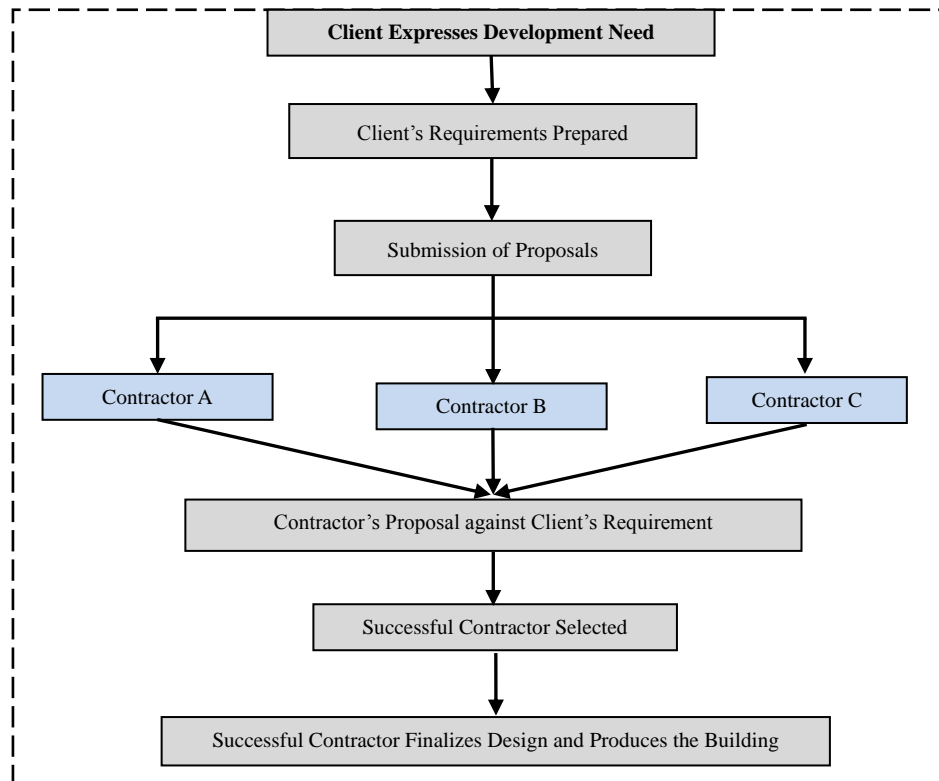 Client Expresses Development Need
Client’s Requirements Prepared
Submission of Proposals
Contractor A
Contractor B
Contractor C
Contractor’s Proposal against Client’s Requirement
Successful Contractor Selected
Successful Contractor Finalizes Design and Produces the Building